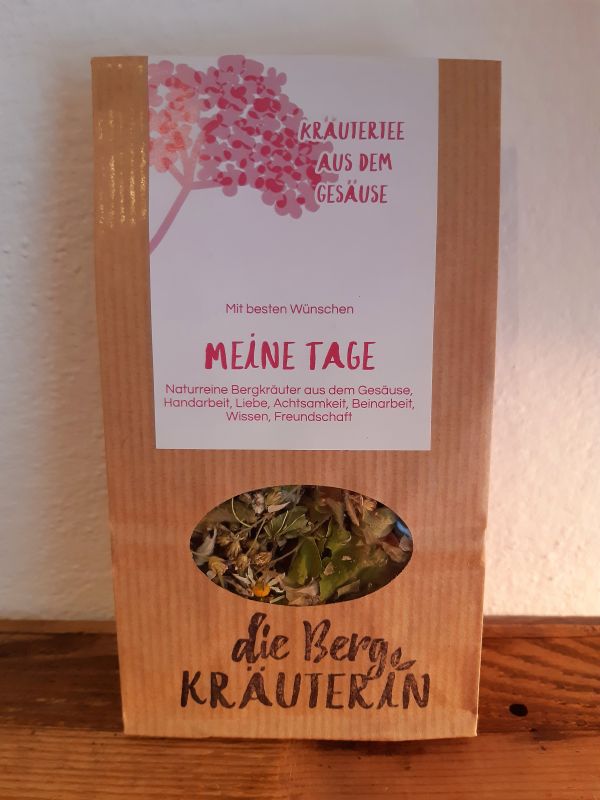 KRÄUTERTEE
AUS DEM
GESÄUSE
Mit besten Wünschen
MEINE TAGE
Naturreine Bergkräuter aus dem Gesäuse,
Handarbeit, Liebe, Achtsamkeit, Beinarbeit,
Wissen, Freundschaft
die Berg
KRÄUTERIN